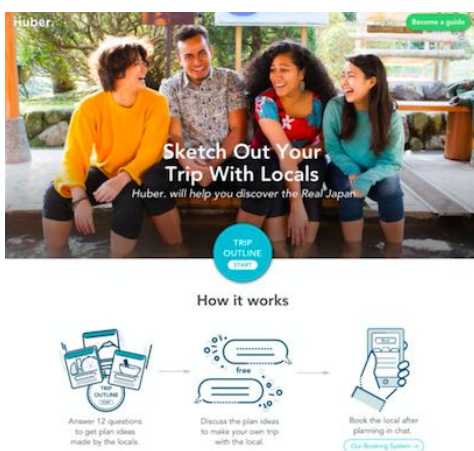 Huber.
Become a guide
Sketch Out Your
Trip With Locals
Huber. will help you discover the Real Japan
TRIP
OUTLINE
START
How it works
TRIP
OUTLINE
START
free
Answer 12 questions
to get plan ideas
made by the locals.
Discuss the plan ideas
to make your own trip
with the local.
Book the local after
planning in chat.
Our Booking System →